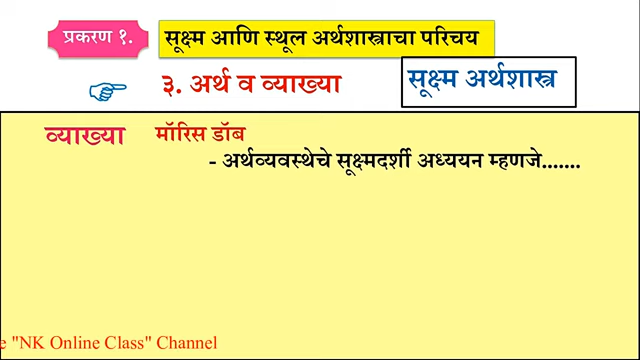 प्रकरण १.
सूक्ष्म आणि स्थूल अर्थशास्त्राचा परिचय
३. अर्थ व व्याख्या
सूक्ष्म अर्थशास्त्र
व्याख्या
मॉरिस डॉब
- अर्थव्यवस्थेचे सूक्ष्मदर्शी अध्ययन म्हणजे.......
e "NK Online Class" Channel